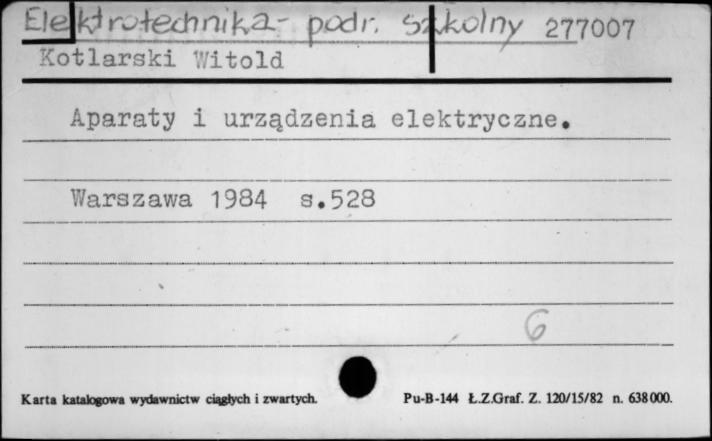 Elektrotechnika - podr. szkolny 277007
Kotlarski Witold
Aparaty i urządzenia elektryczne.
Warszawa 1984 s.528
6
Karta katalogowa wydawnictw ciągłych i zwartych. Pu-B-144 Ł.Z.Graf. Z. 120/15/82 n. 638000.